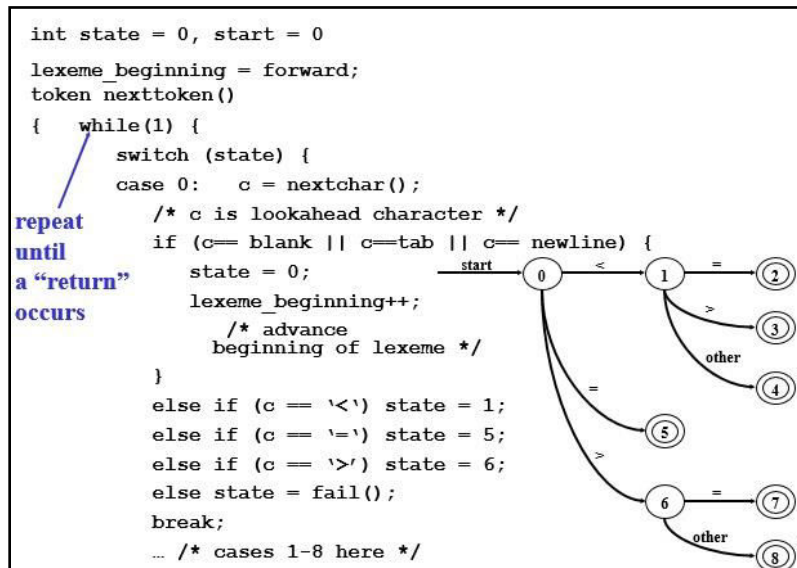 int state = 0, start = 0
lexeme_beginning = forward;
token nexttoken()
{ while(1) {
switch (state) {
case 0: c = nextchar();
/* c is lookahead character */
if (c== blank || c==tab || c== newline) {
state = 0;
lexeme_beginning++;
/* advance
beginning of lexeme */
}
else if (c == '<') state = 1;
else if (c == '=') state = 5;
else if (c == '>') state = 6;
else state = fail();
break;
… /* cases 1-8 here */
repeat
until
a “return”
occurs
start 0 < 1 = 2
> 3
other 4
= 5
> 6 = 7
other 8